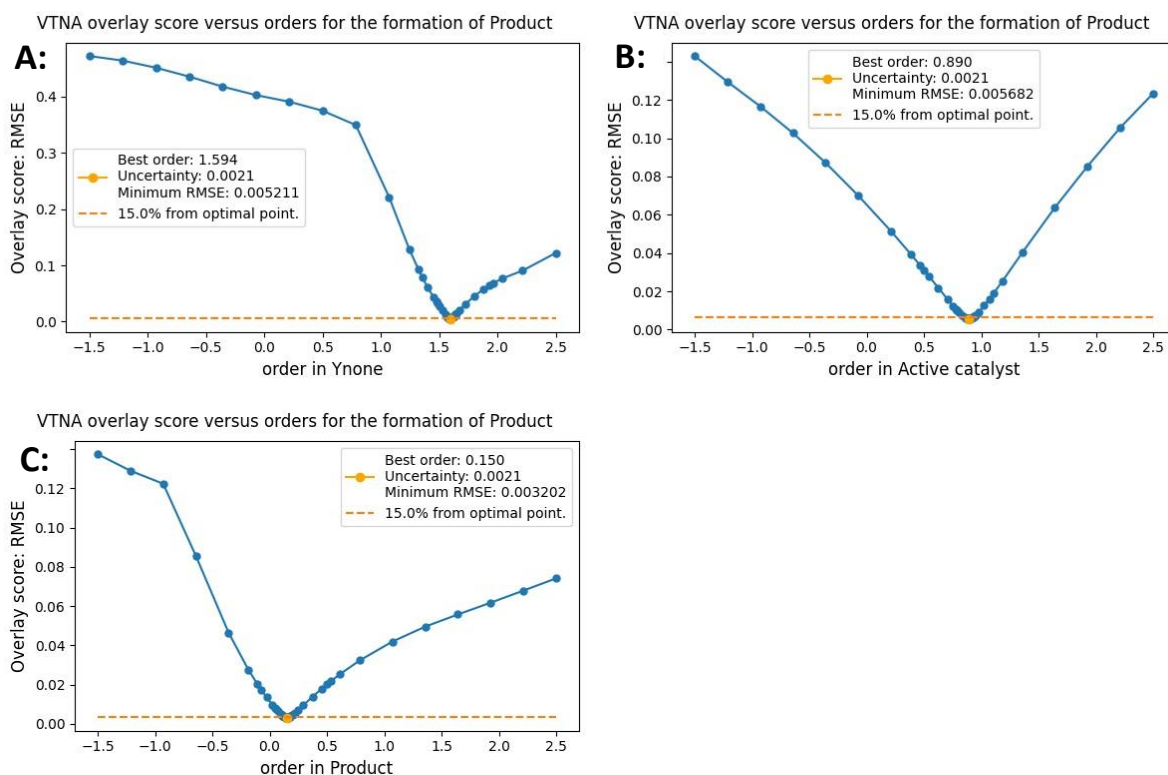 VTNA overlay score versus orders for the formation of Product
A:
Overlay score: RMSE
0.4
0.3
0.2
0.1
0.0
Best order: 1.594
Uncertainty: 0.0021
Minimum RMSE: 0.005211
15.0% from optimal point.
-1.5 -1.0 -0.5 0.0 0.5 1.0 1.5 2.0 2.5
order in Ynone
VTNA overlay score versus orders for the formation of Product
B:
Overlay score: RMSE
0.12
0.10
0.08
0.06
0.04
0.02
0.00
Best order: 0.890
Uncertainty: 0.0021
Minimum RMSE: 0.005682
15.0% from optimal point.
-1.5 -1.0 -0.5 0.0 0.5 1.0 1.5 2.0 2.5
order in Active catalyst
VTNA overlay score versus orders for the formation of Product
C:
Overlay score: RMSE
0.12
0.10
0.08
0.06
0.04
0.02
0.00
Best order: 0.150
Uncertainty: 0.0021
Minimum RMSE: 0.003202
15.0% from optimal point.
-1.5 -1.0 -0.5 0.0 0.5 1.0 1.5 2.0 2.5
order in Product